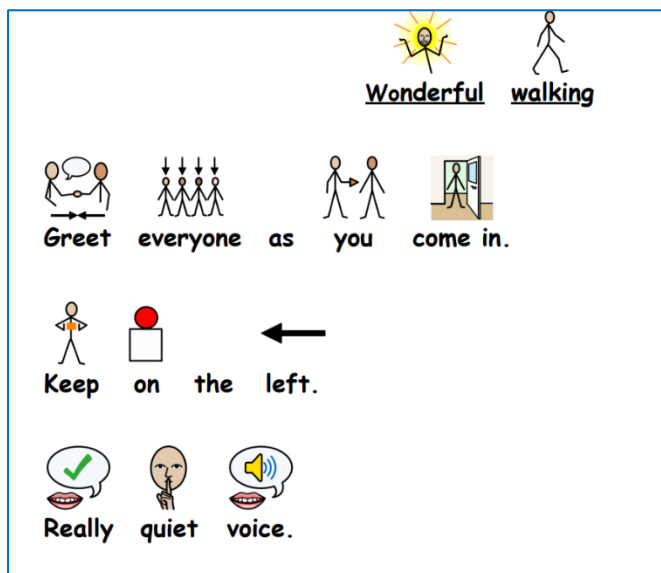 Wonderful walking
Greet everyone as you come in.
Keep on the left.
Really quiet voice.